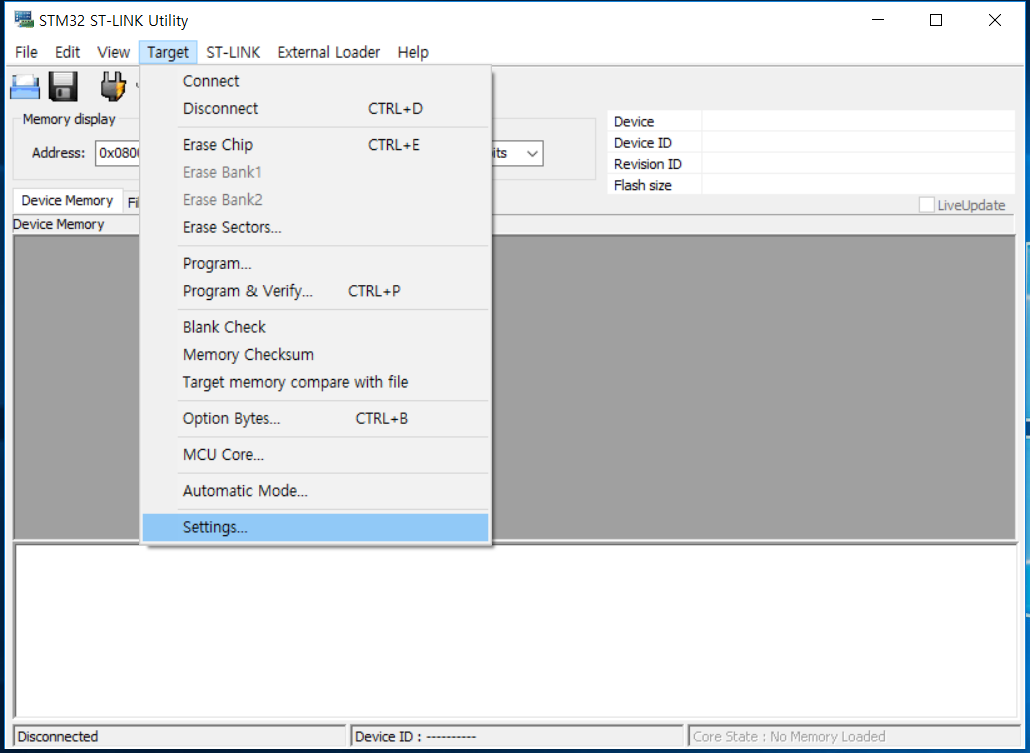 STM32 ST-LINK Utility
File Edit View Target ST-LINK External Loader Help
Connect
Disconnect CTRL+D
Erase Chip CTRL+E
Erase Bank1
Erase Bank2
Erase Sectors...
Program...
Program & Verify... CTRL+P
Blank Check
Memory Checksum
Target memory compare with file
Option Bytes... CTRL+B
MCU Core...
Automatic Mode...
Settings...
Memory display
Address:
Device
Device ID
Revision ID
Flash size
LiveUpdate
Device Memory
Device Memory
Disconnected
Device ID : ----------
Core State : No Memory Loaded